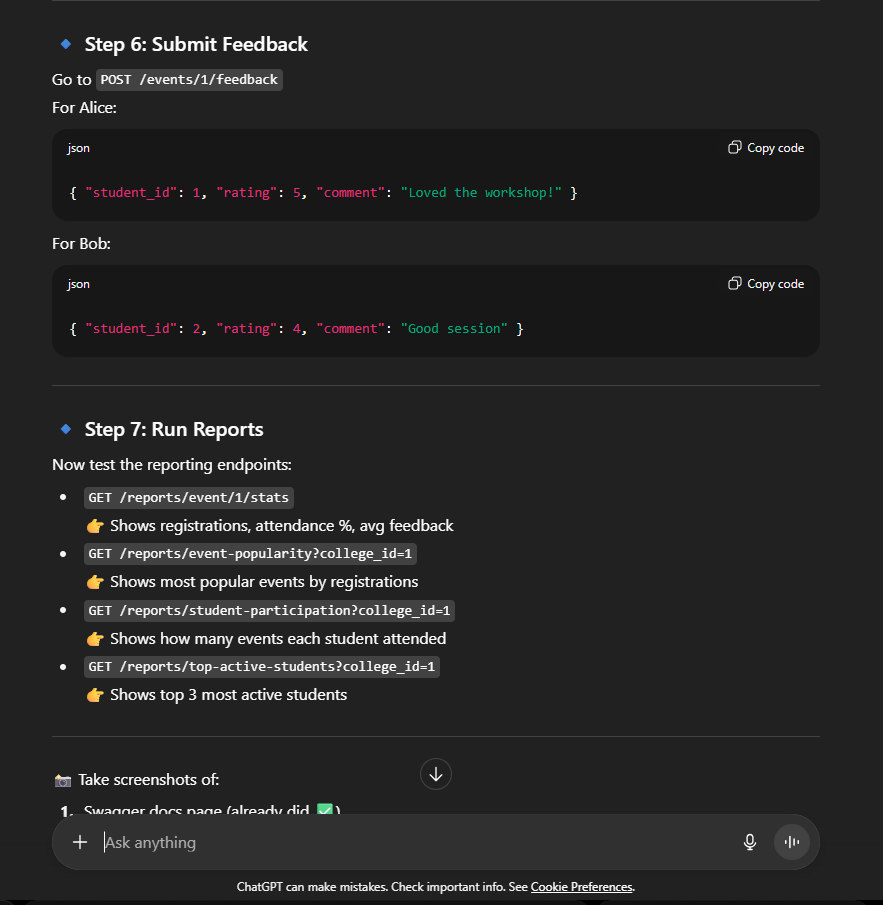 Step 6: Submit Feedback
Go to POST /events/1/feedback
For Alice:
json
Copy code
{ "student_id": 1, "rating": 5, "comment": "Loved the workshop!" }
For Bob:
json
Copy code
{ "student_id": 2, "rating": 4, "comment": "Good session" }
Step 7: Run Reports
Now test the reporting endpoints:
GET /reports/event/1/stats
👉 Shows registrations, attendance %, avg feedback
GET /reports/event-popularity?college_id=1
👉 Shows most popular events by registrations
GET /reports/student-participation?college_id=1
👉 Shows how many events each student attended
GET /reports/top-active-students?college_id=1
👉 Shows top 3 most active students
📸 Take screenshots of:
1. Swagger docs page (already did ✅)
Ask anything
ChatGPT can make mistakes. Check important info. See Cookie Preferences.